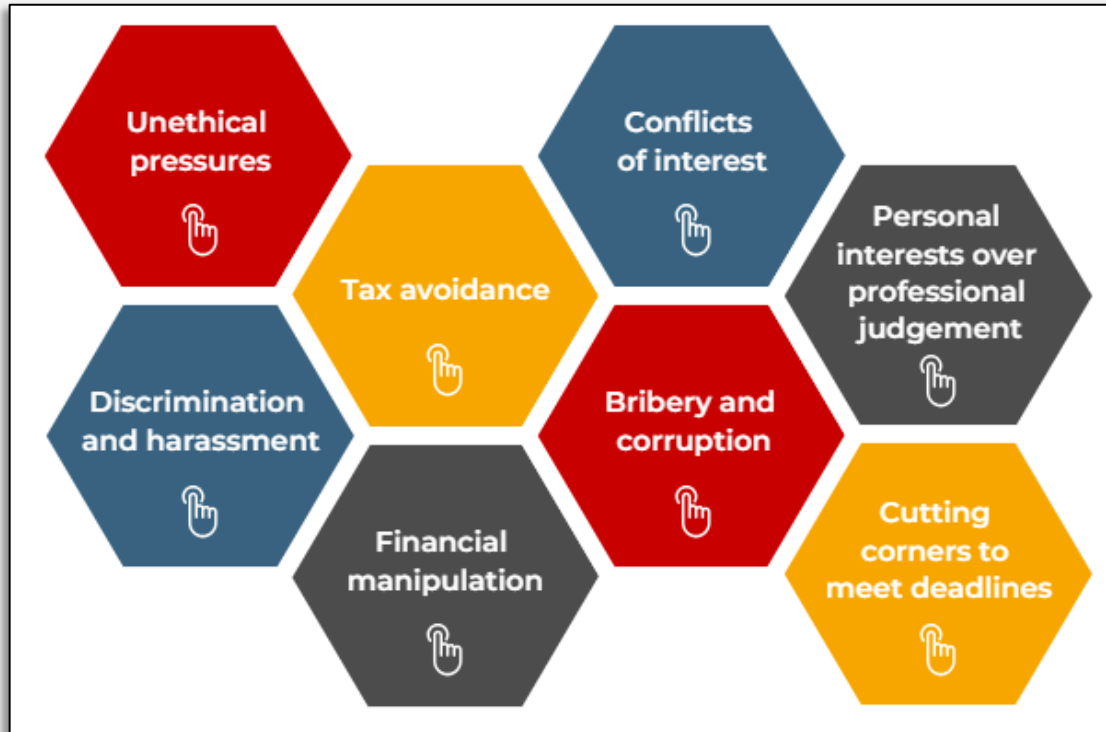 Unethical
pressures
Conflicts
of interest
Tax avoidance
Personal
interests over
professional
judgement
Discrimination
and harassment
Bribery and
corruption
Financial
manipulation
Cutting
corners to
meet deadlines